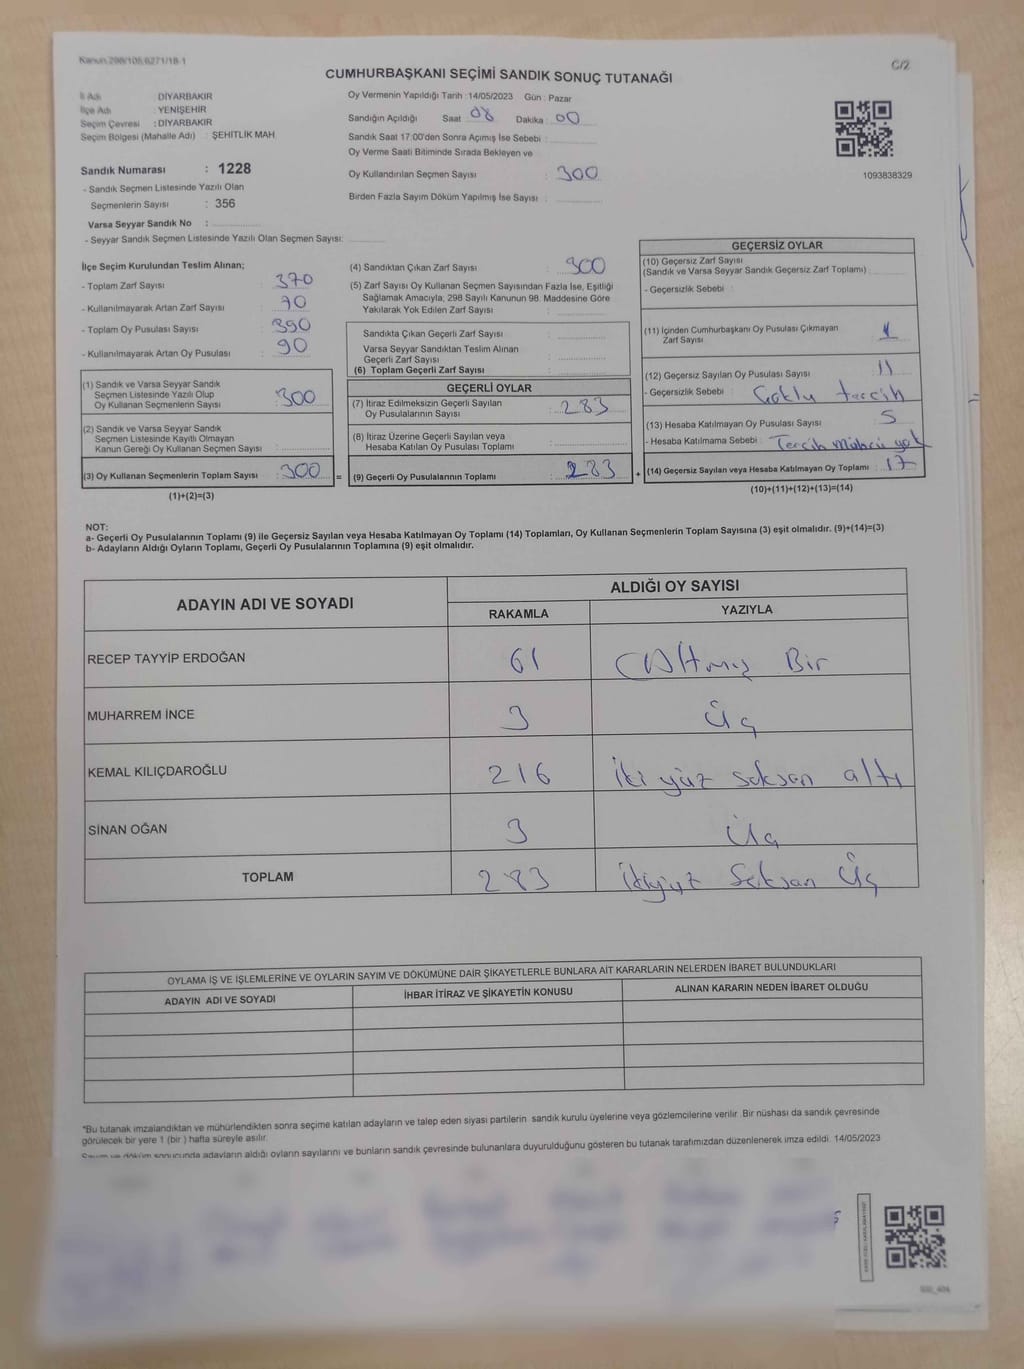 Kanun 298/105,6271/18-1
C/2
CUMHURBAŞKANI SEÇİMİ SANDIK SONUÇ TUTANAĞI
İl Adı : DİYARBAKIR
İlçe Adı : YENİŞEHİR
Seçim Çevresi : DİYARBAKIR
Seçim Bölgesi (Mahalle Adı) : ŞEHİTLİK MAH.
Sandık Numarası : 1228
- Sandık Seçmen Listesinde Yazılı Olan
Seçmenlerin Sayısı : 356
Varsa Seyyar Sandık No :
- Seyyar Sandık Seçmen Listesinde Yazılı Olan Seçmen Sayısı:
Oy Vermenin Yapıldığı Tarih :14/05/2023 Gün : Pazar
Sandığın Açıldığı Saat 08 Dakika : 00
Sandık Saat 17:00'den Sonra Açımış İse Sebebi :
Oy Verme Saati Bitiminde Sırada Bekleyen ve
Oy Kullandırılan Seçmen Sayısı : 300
Birden Fazla Sayım Döküm Yapılmış İse Sayısı :
1093838329
İlçe Seçim Kurulundan Teslim Alınan;
- Toplam Zarf Sayısı : 370
- Kullanılmayarak Artan Zarf Sayısı : 70
- Toplam Oy Pusulası Sayısı : 390
- Kullanılmayarak Artan Oy Pusulası : 90
(1) Sandık ve Varsa Seyyar Sandık
Seçmen Listesinde Yazılı Olup
Oy Kullanan Seçmenlerin Sayısı : 300
(2) Sandık ve Varsa Seyyar Sandık
Seçmen Listesinde Kayıtlı Olmayan
Kanun Gereği Oy Kullanan Seçmen Sayısı :
(3) Oy Kullanan Seçmenlerin Toplam Sayısı : 300 =
(1)+(2)=(3)
(4) Sandıktan Çıkan Zarf Sayısı : 300
(5) Zarf Sayısı Oy Kullanan Seçmen Sayısından Fazla İse, Eşitliği
Sağlamak Amacıyla; 298 Sayılı Kanunun 98. Maddesine Göre
Yakılarak Yok Edilen Zarf Sayısı :
Sandıkta Çıkan Geçerli Zarf Sayısı :
Varsa Seyyar Sandıktan Teslim Alınan
Geçerli Zarf Sayısı :
(6) Toplam Geçerli Zarf Sayısı :
GEÇERLİ OYLAR
(7) İtiraz Edilmeksizin Geçerli Sayılan
Oy Pusulalarının Sayısı : 283
(8) İtiraz Üzerine Geçerli Sayılan veya
Hesaba Katılan Oy Pusulası Toplamı :
(9) Geçerli Oy Pusulalarının Toplamı : 283 +
GEÇERSİZ OYLAR
(10) Geçersiz Zarf Sayısı
(Sandık ve Varsa Seyyar Sandık Geçersiz Zarf Toplamı) :
- Geçersizlik Sebebi :
(11) İçinden Cumhurbaşkanı Oy Pusulası Çıkmayan
Zarf Sayısı : 1
(12) Geçersiz Sayılan Oy Pusulası Sayısı : 11
- Geçersizlik Sebebi : Çoklu tercih
(13) Hesaba Katılmayan Oy Pusulası Sayısı : 5
- Hesaba Katılmama Sebebi : Tercih Mührü yok
(14) Geçersiz Sayılan veya Hesaba Katılmayan Oy Toplamı : 17
(10)+(11)+(12)+(13)=(14)
NOT:
a- Geçerli Oy Pusulalarının Toplamı (9) ile Geçersiz Sayılan veya Hesaba Katılmayan Oy Toplamı (14) Toplamları, Oy Kullanan Seçmenlerin Toplam Sayısına (3) eşit olmalıdır. (9)+(14)=(3)
b- Adayların Aldığı Oyların Toplamı, Geçerli Oy Pusulalarının Toplamına (9) eşit olmalıdır.
ADAYIN ADI VE SOYADI
ALDIĞI OY SAYISI
RAKAMLA YAZIYLA
RECEP TAYYİP ERDOĞAN 61 Altmış Bir
MUHARREM İNCE 3 Üç
KEMAL KILIÇDAROĞLU 216 iki yüz seksan altı
SİNAN OĞAN 3 Üç
TOPLAM 283 ikiyüz Seksan Üç
OYLAMA İŞ VE İŞLEMLERİNE VE OYLARIN SAYIM VE DÖKÜMÜNE DAİR ŞİKAYETLERLE BUNLARA AİT KARARLARIN NELERDEN İBARET BULUNDUKLARI
ADAYIN ADI VE SOYADI İHBAR İTİRAZ VE ŞİKAYETİN KONUSU ALINAN KARARIN NEDEN İBARET OLDUĞU
*Bu tutanak imzalandıktan ve mühürlendikten sonra seçime katılan adayların ve talep eden siyasi partilerin sandık kurulu üyelerine veya gözlemcilerine verilir. Bir nüshası da sandık çevresinde
görülecek bir yere 1 (bir ) hafta süreyle asılır.
Sayım ve döküm sonucunda adayların aldığı oyların sayılarını ve bunların sandık çevresinde bulunanlara duyurulduğunu gösteren bu tutanak tarafımızdan düzenlenerek imza edildi. 14/05/2023